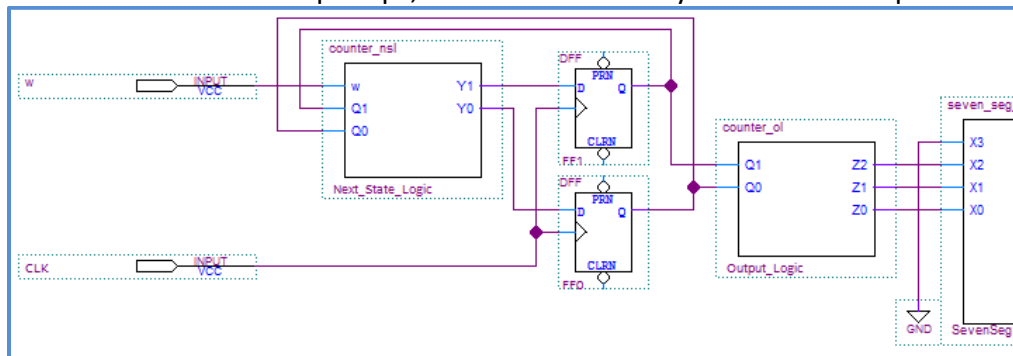 counter_nsl
w
INPUT
VCC
w
Q1
Q0
Y1
Y0
Next_State_Logic
DFF
PRN
D
Q
CLRN
FF1
DFF
PRN
D
Q
CLRN
FF0
CLK
INPUT
VCC
counter_ol
Q1
Q0
Z2
Z1
Z0
Output_Logic
seven_seg_
X3
X2
X1
X0
GND
SevenSeg